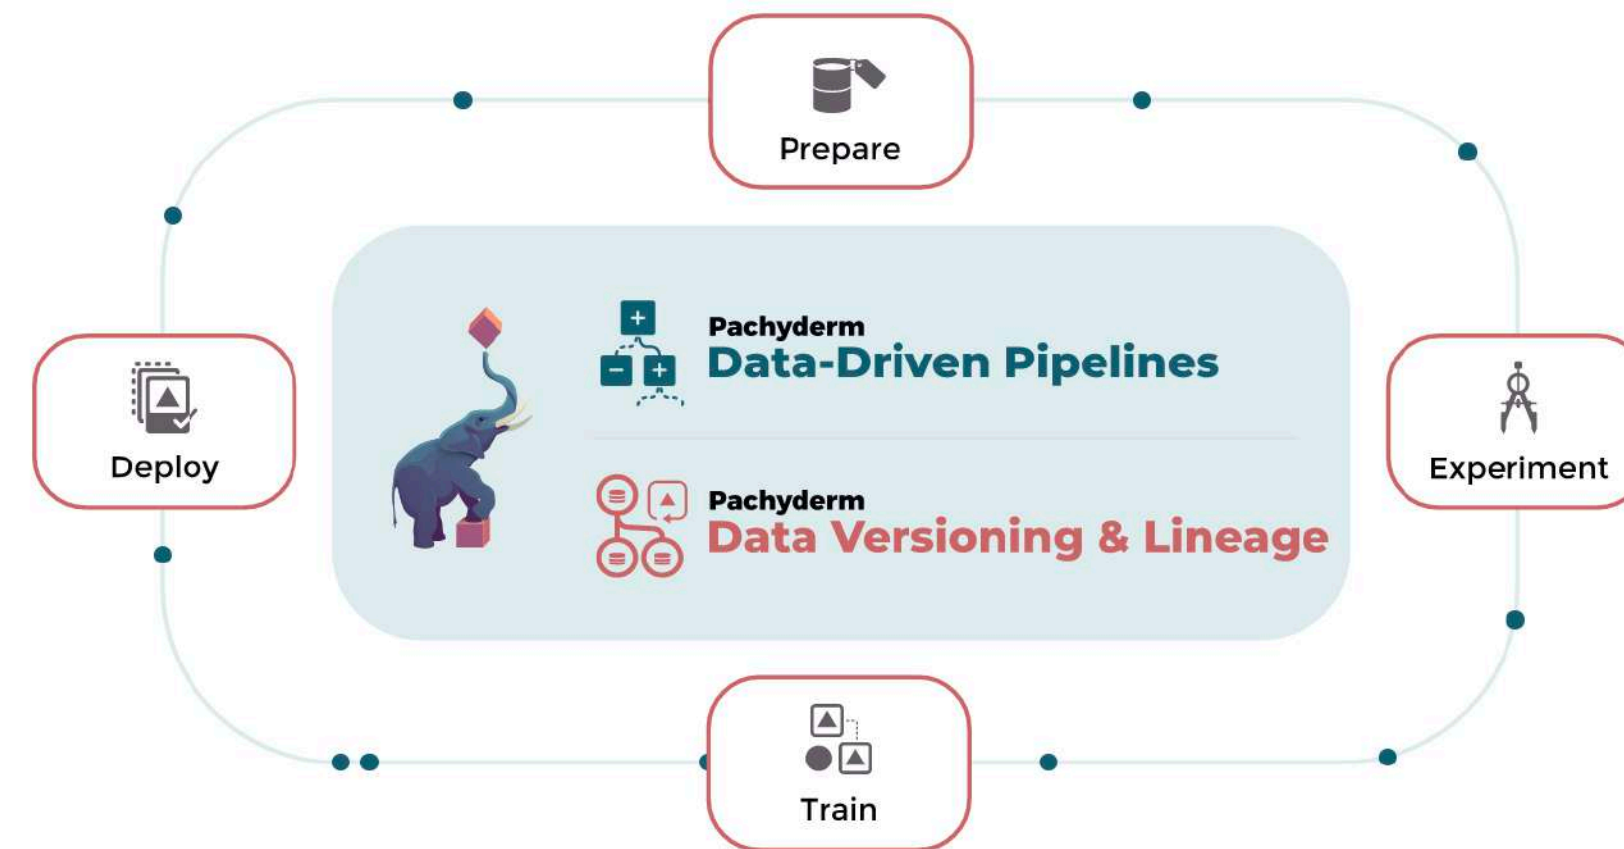 Prepare
Pachyderm
Data-Driven Pipelines
Deploy
Experiment
Pachyderm
Data Versioning & Lineage
Train